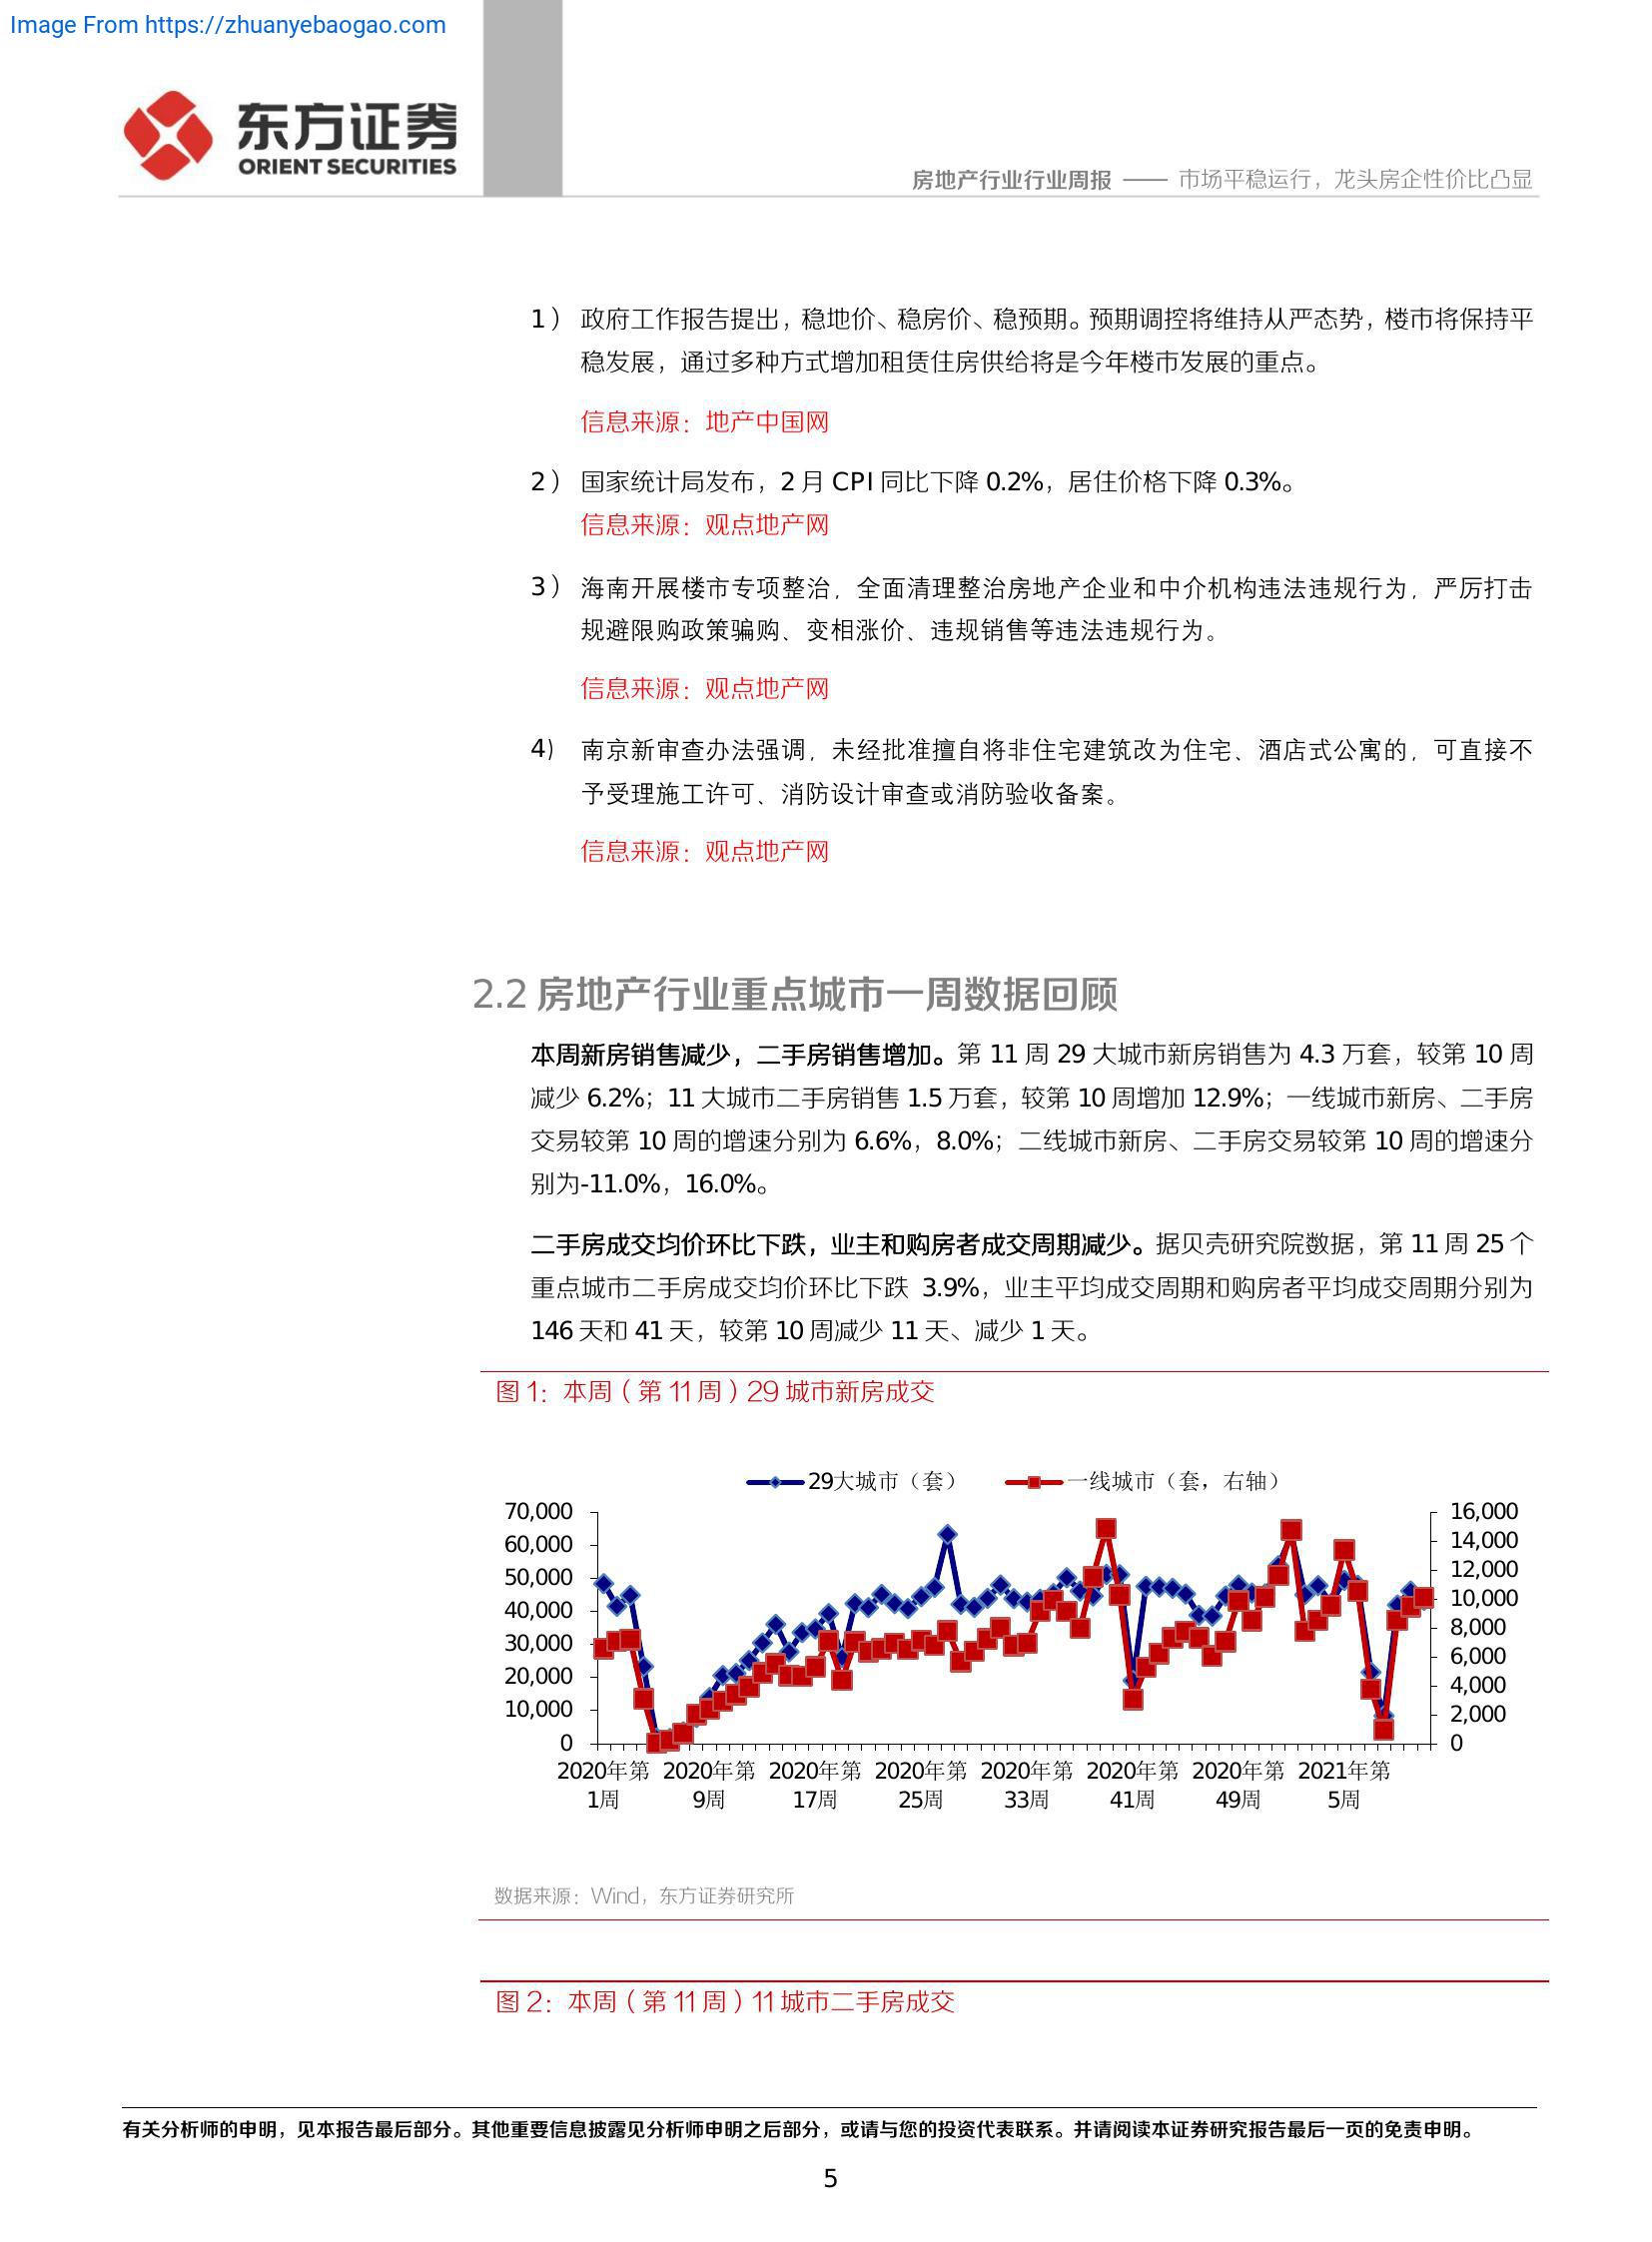 Image From https://zhuanyebaogao.com
东方证券
ORIENT SECURITIES
房地产行业行业周报 —— 市场平稳运行，龙头房企性价比凸显
1） 政府工作报告提出，稳地价、稳房价、稳预期。预期调控将维持从严态势，楼市将保持平
稳发展，通过多种方式增加租赁住房供给将是今年楼市发展的重点。
信息来源：地产中国网
2） 国家统计局发布，2 月 CPI 同比下降 0.2%，居住价格下降 0.3%。
信息来源：观点地产网
3） 海南开展楼市专项整治，全面清理整治房地产企业和中介机构违法违规行为，严厉打击
规避限购政策骗购、变相涨价、违规销售等违法违规行为。
信息来源：观点地产网
4） 南京新审查办法强调，未经批准擅自将非住宅建筑改为住宅、酒店式公寓的，可直接不
予受理施工许可、消防设计审查或消防验收备案。
信息来源：观点地产网
2.2 房地产行业重点城市一周数据回顾
本周新房销售减少，二手房销售增加。第 11 周 29 大城市新房销售为 4.3 万套，较第 10 周
减少 6.2%；11 大城市二手房销售 1.5 万套，较第 10 周增加 12.9%；一线城市新房、二手房
交易较第 10 周的增速分别为 6.6%，8.0%；二线城市新房、二手房交易较第 10 周的增速分
别为-11.0%，16.0%。
二手房成交均价环比下跌，业主和购房者成交周期减少。据贝壳研究院数据，第 11 周 25 个
重点城市二手房成交均价环比下跌 3.9%，业主平均成交周期和购房者平均成交周期分别为
146 天和 41 天，较第 10 周减少 11 天、减少 1 天。
图 1：本周（第 11 周）29 城市新房成交
29大城市（套） 一线城市（套，右轴）
70,000 16,000
60,000 14,000
50,000 12,000
40,000 10,000
30,000 8,000
20,000 6,000
10,000 4,000
0 2,000
0
2020年第 2020年第 2020年第 2020年第 2020年第 2020年第 2020年第 2021年第
1周 9周 17周 25周 33周 41周 49周 5周
数据来源：Wind，东方证券研究所
图 2：本周（第 11 周）11 城市二手房成交
有关分析师的申明，见本报告最后部分。其他重要信息披露见分析师申明之后部分，或请与您的投资代表联系。并请阅读本证券研究报告最后一页的免责申明。
5